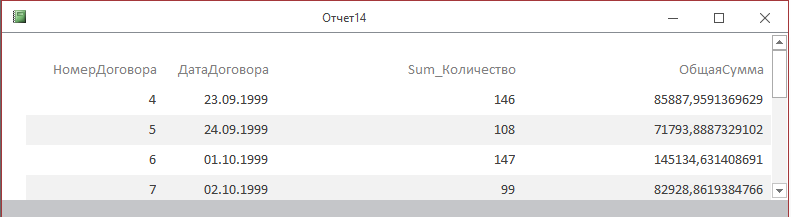 Отчет14
НомерДоговора ДатаДоговора Sum_Количество ОбщаяСумма
4 23.09.1999 146 85887,9591369629
5 24.09.1999 108 71793,8887329102
6 01.10.1999 147 145134,631408691
7 02.10.1999 99 82928,8619384766